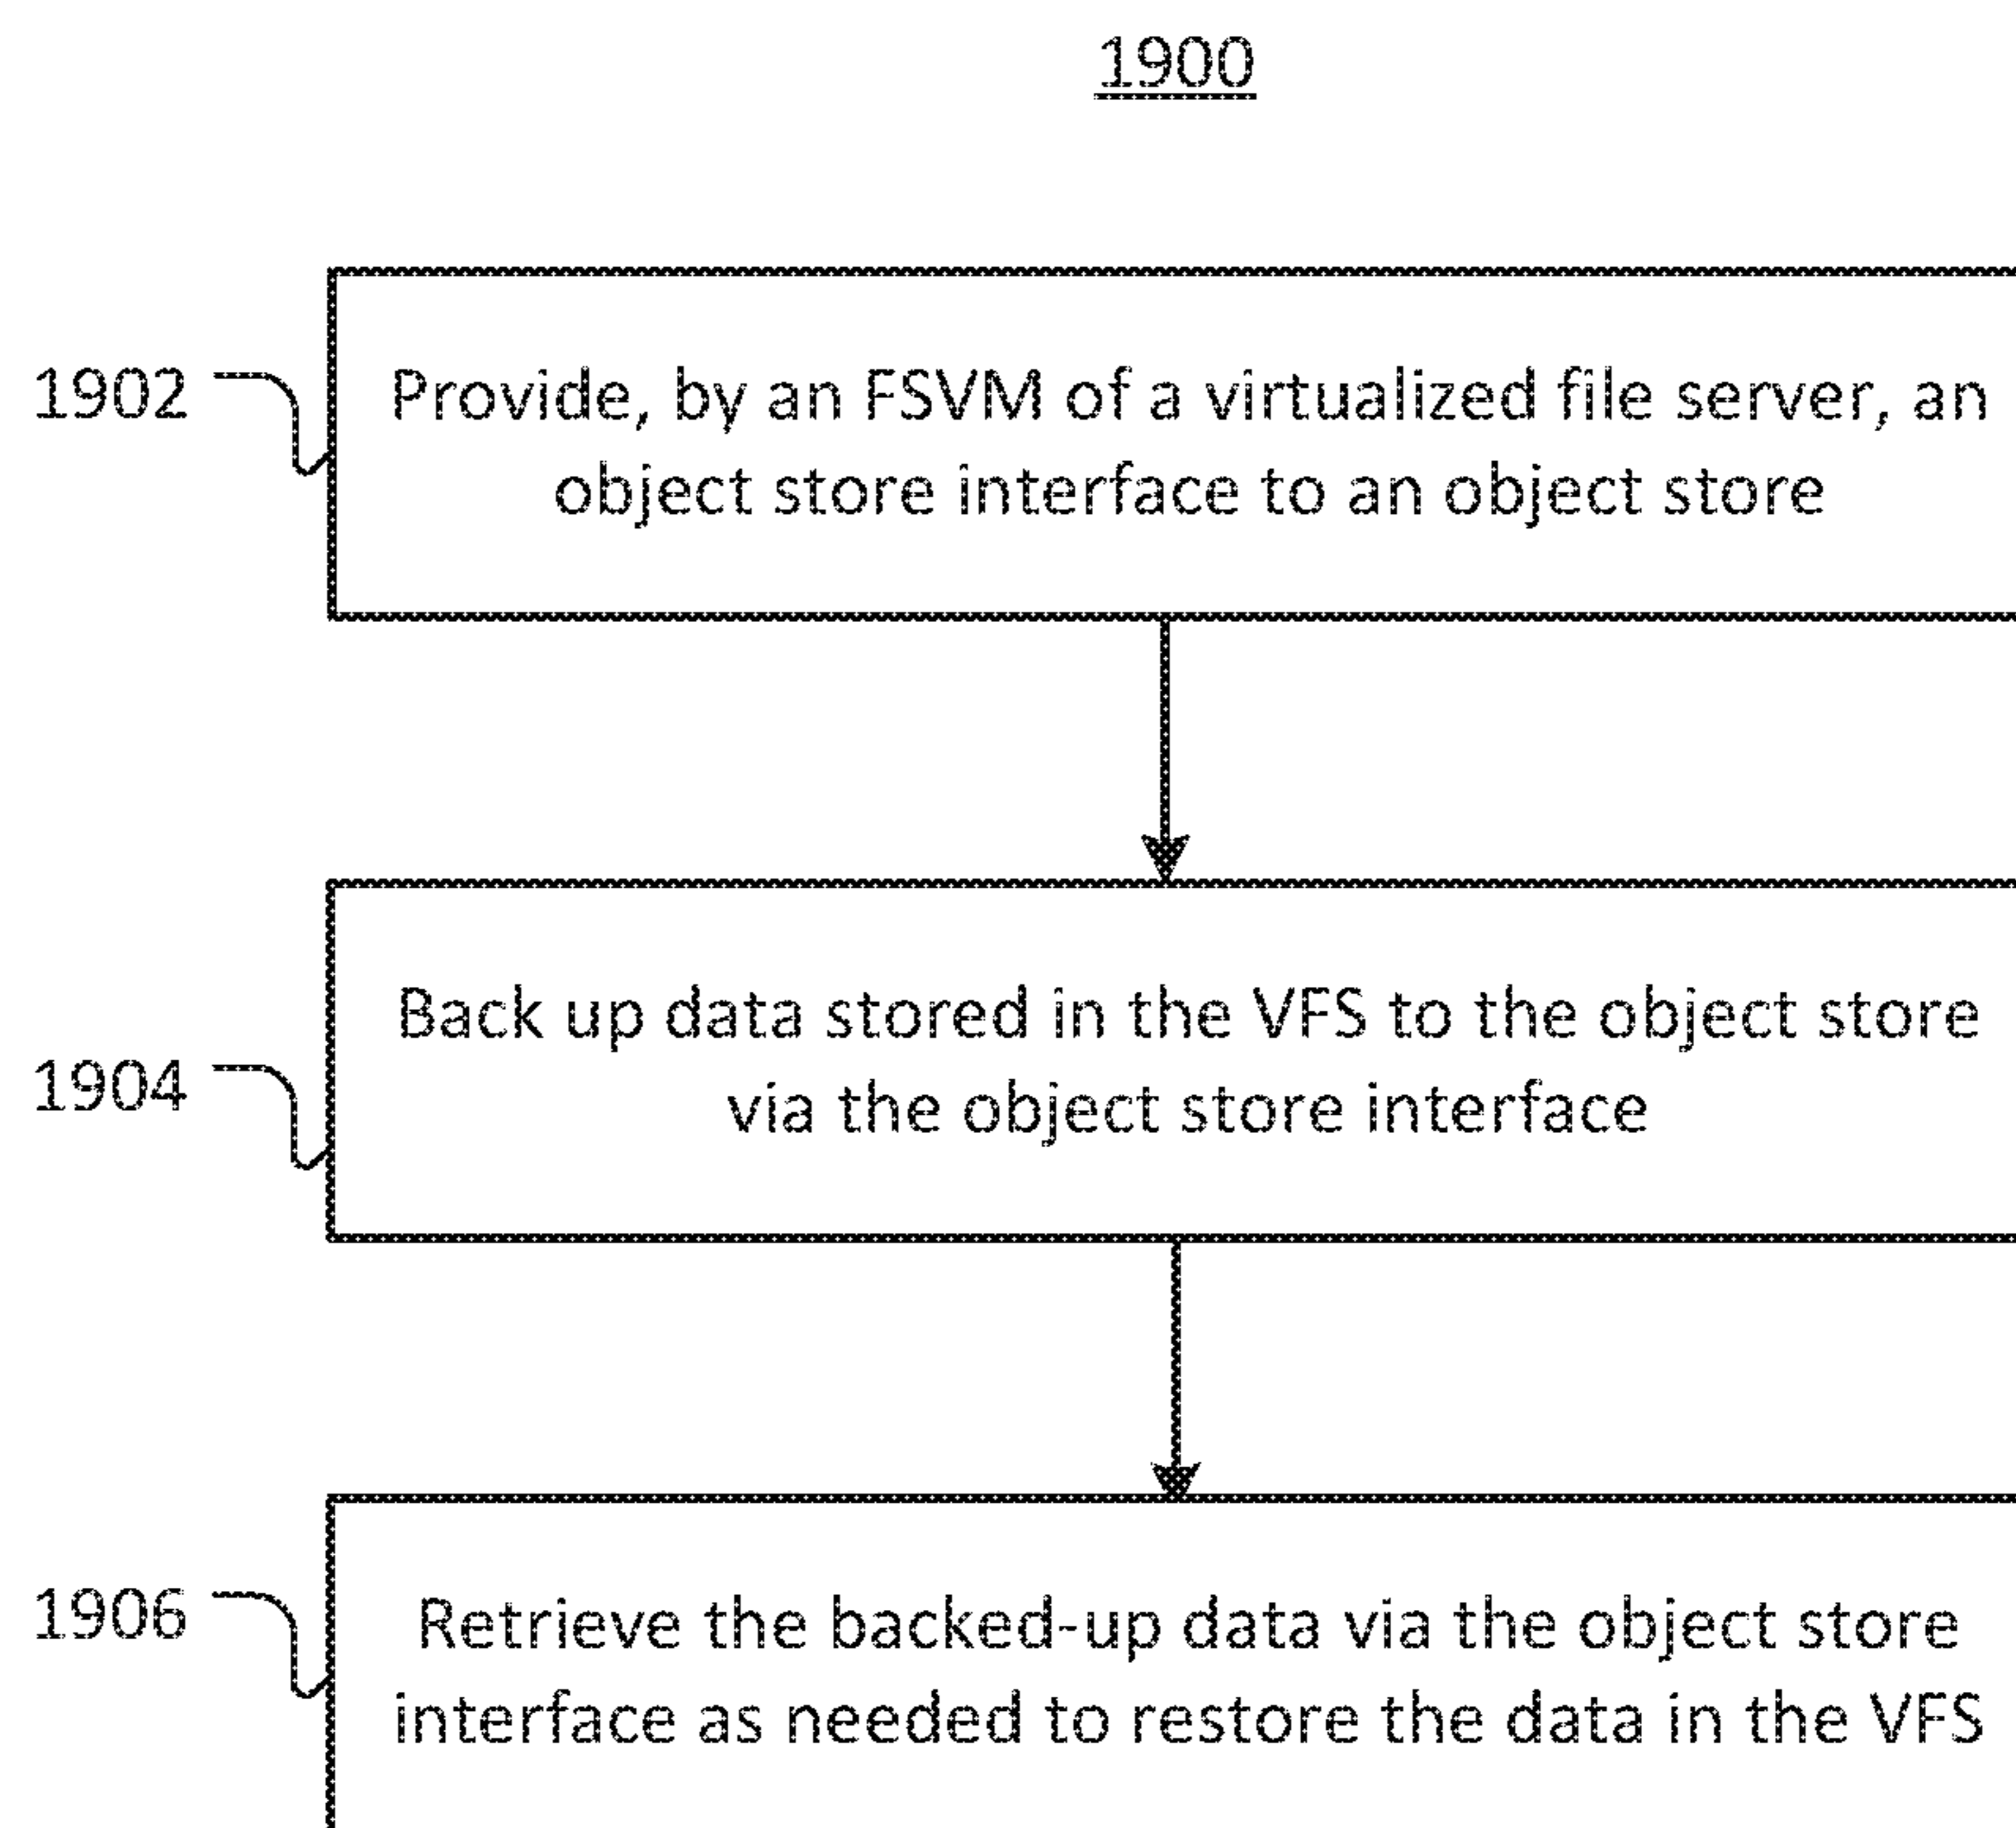 1900
1902
Provide, by an FSVM of a virtualized file server, an
object store interface to an object store
1904
Back up data stored in the VFS to the object store
via the object store interface
1906
Retrieve the backed-up data via the object store
interface as needed to restore the data in the VFS